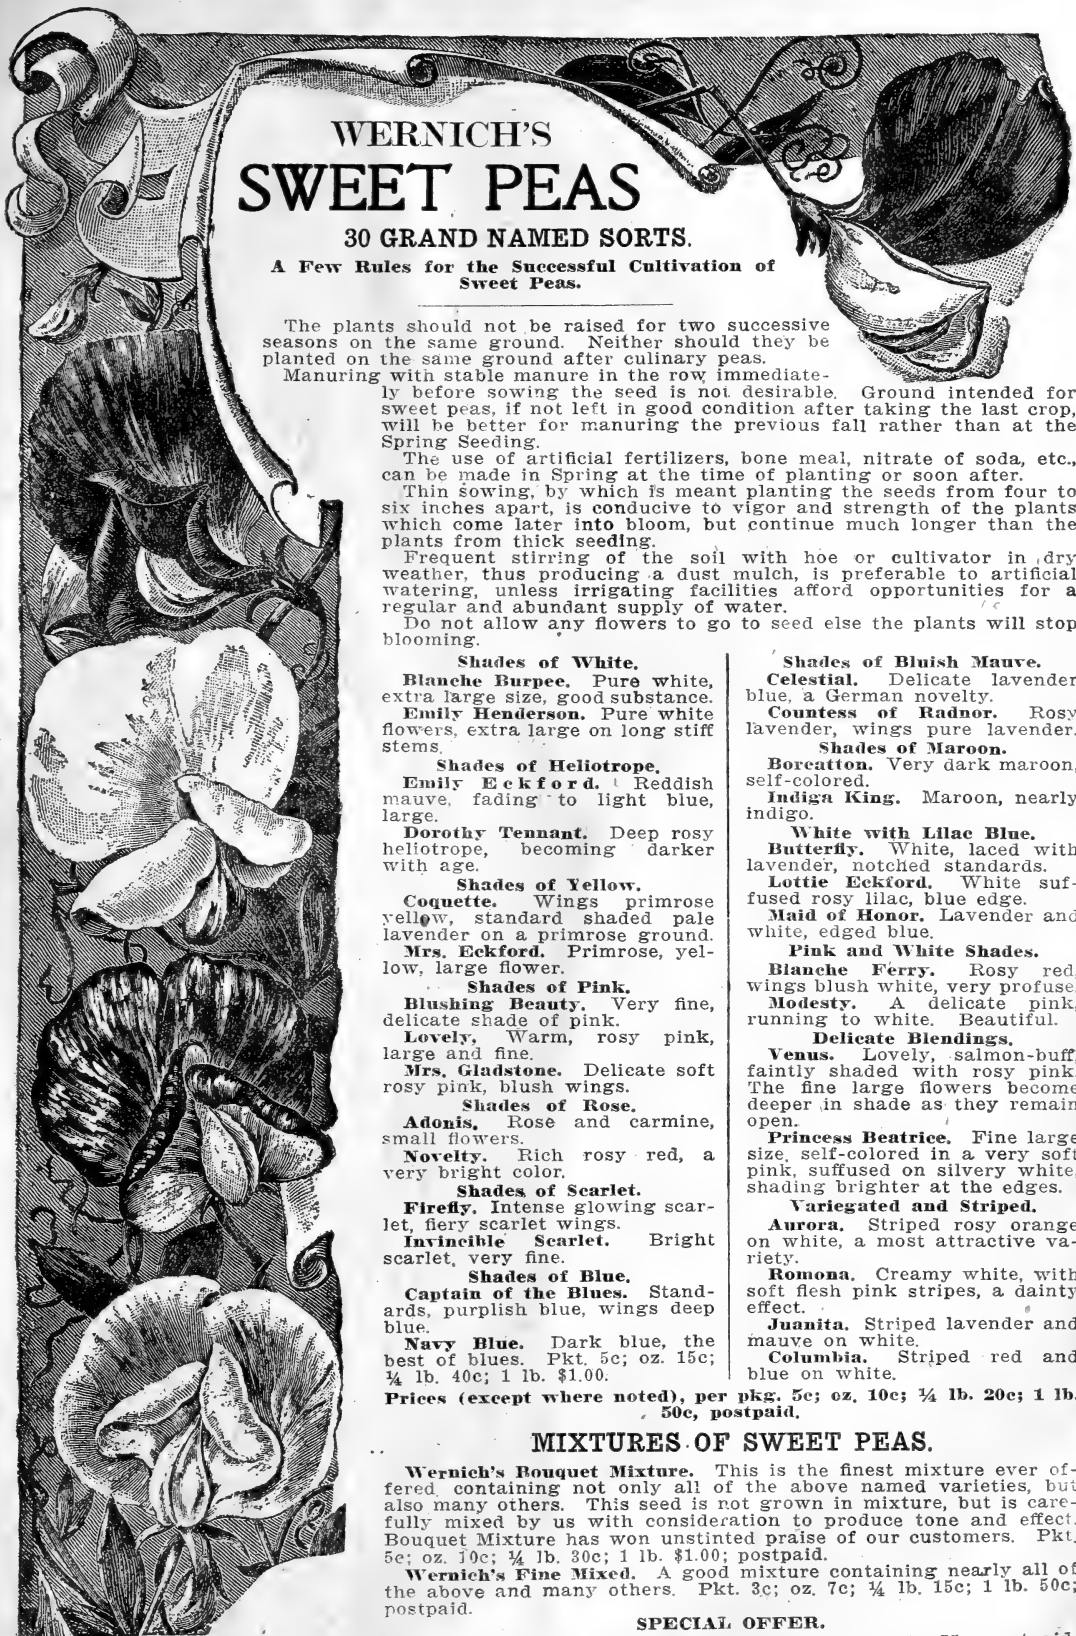 WERNICH'S
SWEET PEAS
30 GRAND NAMED SORTS.
A Few Rules for the Successful Cultivation of
Sweet Peas.
The plants should not be raised for two successive
seasons on the same ground. Neither should they be
planted on the same ground after culinary peas.
Manuring with stable manure in the row immediate-
ly before sowing the seed is not desirable. Ground intended for
sweet peas, if not left in good condition after taking the last crop,
will be better for manuring the previous fall rather than at the
Spring Seeding.
The use of artificial fertilizers, bone meal, nitrate of soda, etc.,
can be made in Spring at the time of planting or soon after.
Thin sowing, by which is meant planting the seeds from four to
six inches apart, is conducive to vigor and strength of the plants
which come later into bloom, but continue much longer than the
plants from thick seeding.
Frequent stirring of the soil with hoe or cultivator in dry
weather, thus producing a dust mulch, is preferable to artificial
watering, unless irrigating facilities afford opportunities for a
regular and abundant supply of water.
Do not allow any flowers to go to seed else the plants will stop
blooming.
Shades of White.
Blanche Burpee. Pure white,
extra large size, good substance.
Emily Henderson. Pure white
flowers, extra large on long stiff
stems.
Shades of Heliotrope.
Emily Eckford. Reddish
mauve, fading to light blue,
large.
Dorothy Tennant. Deep rosy
heliotrope, becoming darker
with age.
Shades of Yellow.
Coquette. Wings primrose
yellow, standard shaded pale
lavender on a primrose ground.
Mrs. Eckford. Primrose, yel-
low, large flower.
Shades of Pink.
Blushing Beauty. Very fine,
delicate shade of pink.
Lovely, Warm, rosy pink,
large and fine.
Mrs. Gladstone. Delicate soft
rosy pink, blush wings.
Shades of Rose.
Adonis. Rose and carmine,
small flowers.
Novelty. Rich rosy red, a
very bright color.
Shades of Scarlet.
Firefly. Intense glowing scar-
let, fiery scarlet wings.
Invincible Scarlet. Bright
scarlet, very fine.
Shades of Blue.
Captain of the Blues. Stand-
ards, purplish blue, wings deep
blue.
Navy Blue. Dark blue, the
best of blues. Pkt. 5c; oz. 15c;
¼ lb. 40c; 1 lb. $1.00.
Shades of Bluish Mauve.
Celestial. Delicate lavender
blue, a German novelty.
Countess of Radnor. Rosy
lavender, wings pure lavender.
Shades of Maroon.
Boreatton. Very dark maroon,
self-colored.
Indiga King. Maroon, nearly
indigo.
White with Lilac Blue.
Butterfly. White, laced with
lavender, notched standards.
Lottie Eckford. White suf-
fused rosy lilac, blue edge.
Maid of Honor. Lavender and
white, edged blue.
Pink and White Shades.
Blanche Ferry. Rosy red,
wings blush white, very profuse.
Modesty. A delicate pink,
running to white. Beautiful.
Delicate Blendings.
Venus. Lovely, salmon-buff,
faintly shaded with rosy pink.
The fine large flowers become
deeper in shade as they remain
open.
Princess Beatrice. Fine large
size, self-colored in a very soft
pink, suffused on silvery white,
shading brighter at the edges.
Variegated and Striped.
Aurora. Striped rosy orange
on white, a most attractive va-
riety.
Romona. Creamy white, with
soft flesh pink stripes, a dainty
effect.
Juanita. Striped lavender and
mauve on white.
Columbia. Striped red and
blue on white.
Prices (except where noted), per pkg. 5c; oz. 10c; ¼ lb. 20c; 1 lb.
50c, postpaid.
MIXTURES OF SWEET PEAS.
Wernich's Bouquet Mixture. This is the finest mixture ever of-
fered, containing not only all of the above named varieties, but
also many others. This seed is not grown in mixture, but is care-
fully mixed by us with consideration to produce tone and effect.
Bouquet Mixture has won unstinted praise of our customers. Pkt.
5c; oz. 10c; ¼ lb. 30c; 1 lb. $1.00; postpaid.
Wernich's Fine Mixed. A good mixture containing nearly all of
the above and many others. Pkt. 3c; oz. 7c; ¼ lb. 15c; 1 lb. 50c;
postpaid.
SPECIAL OFFER.